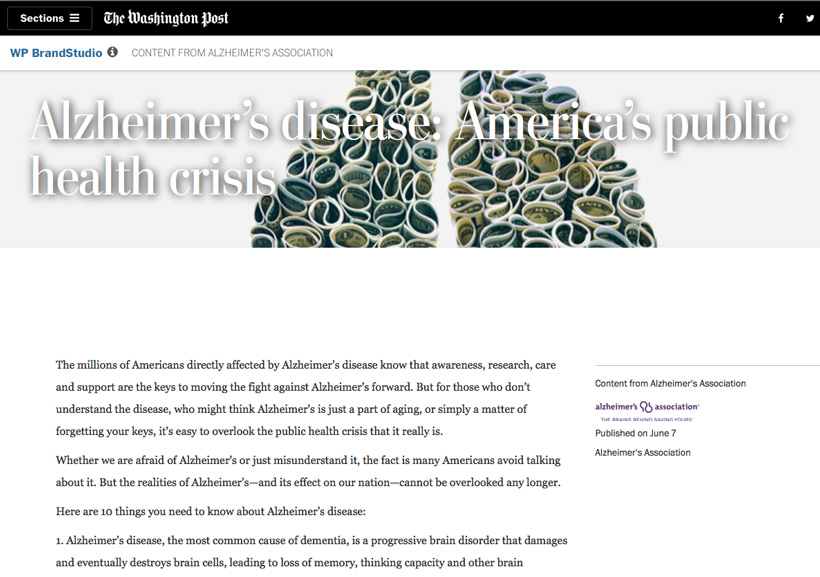 Sections
The Washington Post
WP BrandStudio
CONTENT FROM ALZHEIMER'S ASSOCIATION
Alzheimer's disease: America's public
health crisis
The millions of Americans directly affected by Alzheimer's disease know that awareness, research, care
and support are the keys to moving the fight against Alzheimer's forward. But for those who don't
understand the disease, who might think Alzheimer's is just a part of aging, or simply a matter of
forgetting your keys, it's easy to overlook the public health crisis that it really is.
Whether we are afraid of Alzheimer's or just misunderstand it, the fact is many Americans avoid talking
about it. But the realities of Alzheimer's—and its effect on our nation—cannot be overlooked any longer.
Here are 10 things you need to know about Alzheimer's disease:
1. Alzheimer's disease, the most common cause of dementia, is a progressive brain disorder that damages
and eventually destroys brain cells, leading to loss of memory, thinking capacity and other brain
Content from Alzheimer's Association
alzheimer's association®
THE BRAINS BEHIND SAVING YOURS™
Published on June 7
Alzheimer's Association